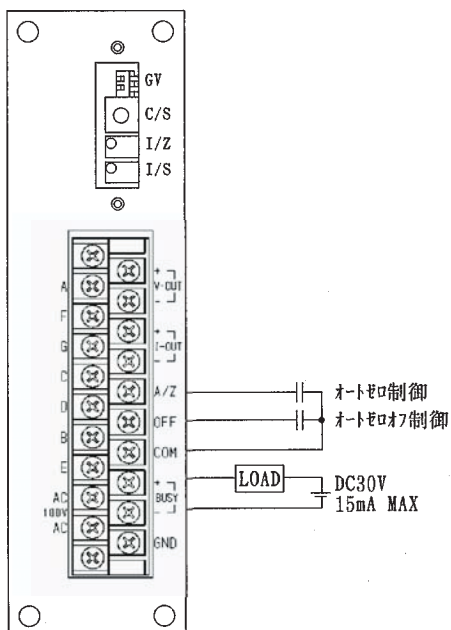 GV
C/S
I/Z
I/S
A
F
G
C
D
B
E
AC
100V
AC
+
V-OUT
-
+
I-OUT
-
A/Z
OFF
COM
+
BUSY
-
GND
オートゼロ制御
オートゼロオフ制御
LOAD
DC30V
15mA MAX